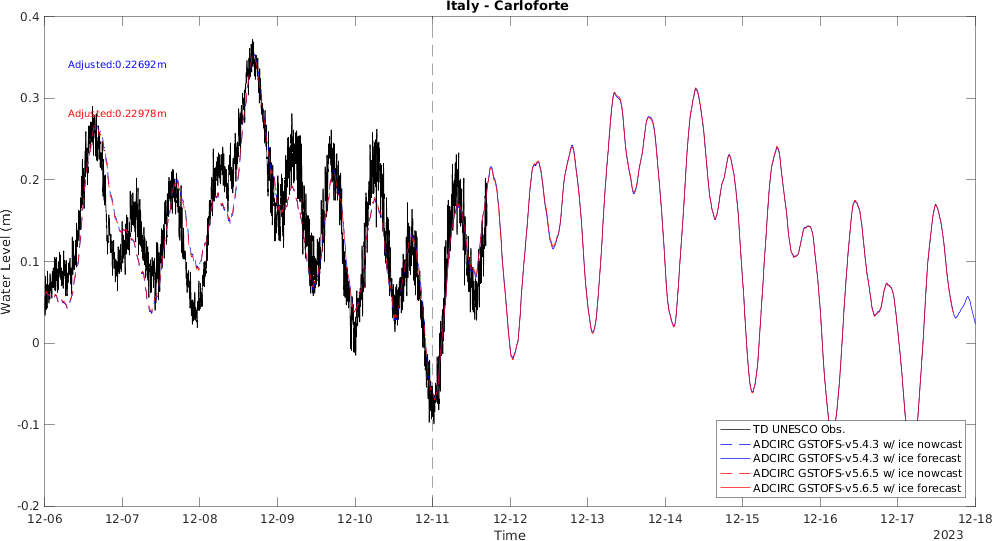 Italy - Carloforte
0.4
0.3
0.2
0.1
0
-0.1
-0.2
Water Level (m)
Adjusted:0.22692m
Adjusted:0.22978m
TD UNESCO Obs.
ADCIRC GSTOFS-v5.4.3 w/ ice nowcast
ADCIRC GSTOFS-v5.4.3 w/ ice forecast
ADCIRC GSTOFS-v5.6.5 w/ ice nowcast
ADCIRC GSTOFS-v5.6.5 w/ ice forecast
12-06 12-07 12-08 12-09 12-10 12-11 12-12 12-13 12-14 12-15 12-16 12-17 12-18
Time
2023